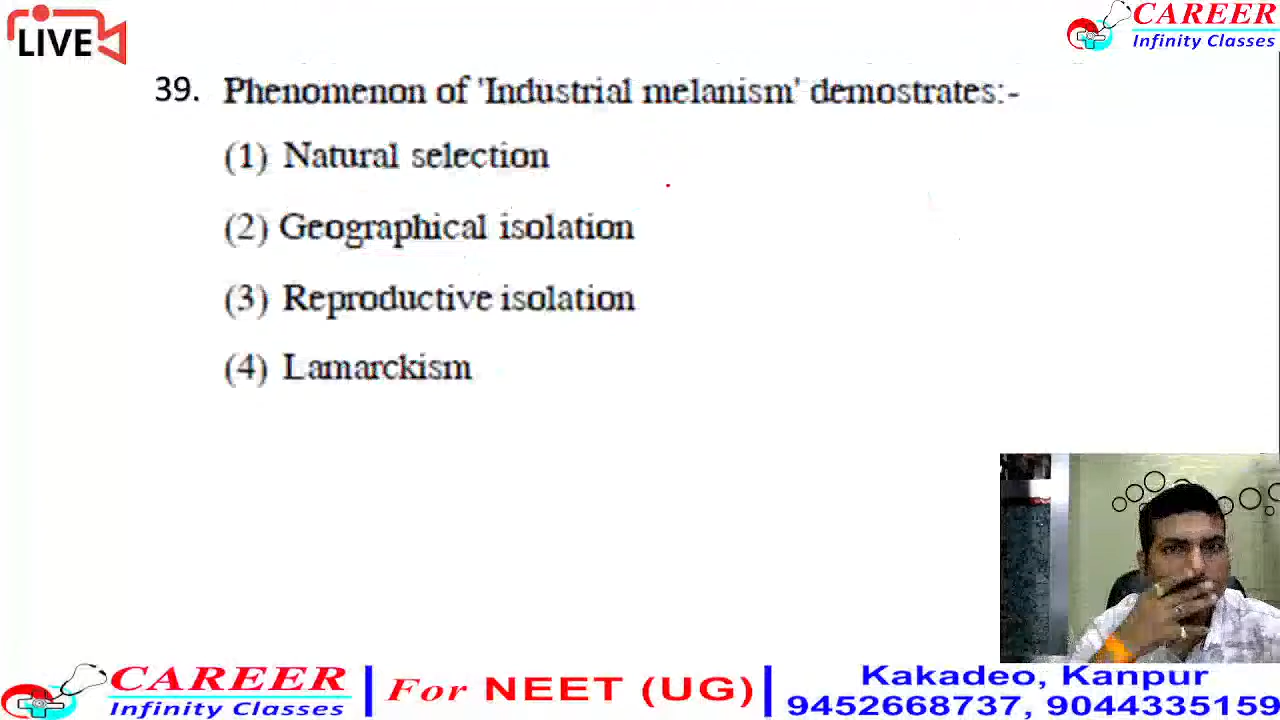 LIVE
CAREER
Infinity Classes
39. Phenomenon of 'Industrial melanism' demostrates:-
(1) Natural selection
(2) Geographical isolation
(3) Reproductive isolation
(4) Lamarckism
CAREER
Infinity Classes
For NEET (UG)
Kakadeo, Kanpur
9452668737, 9044335159